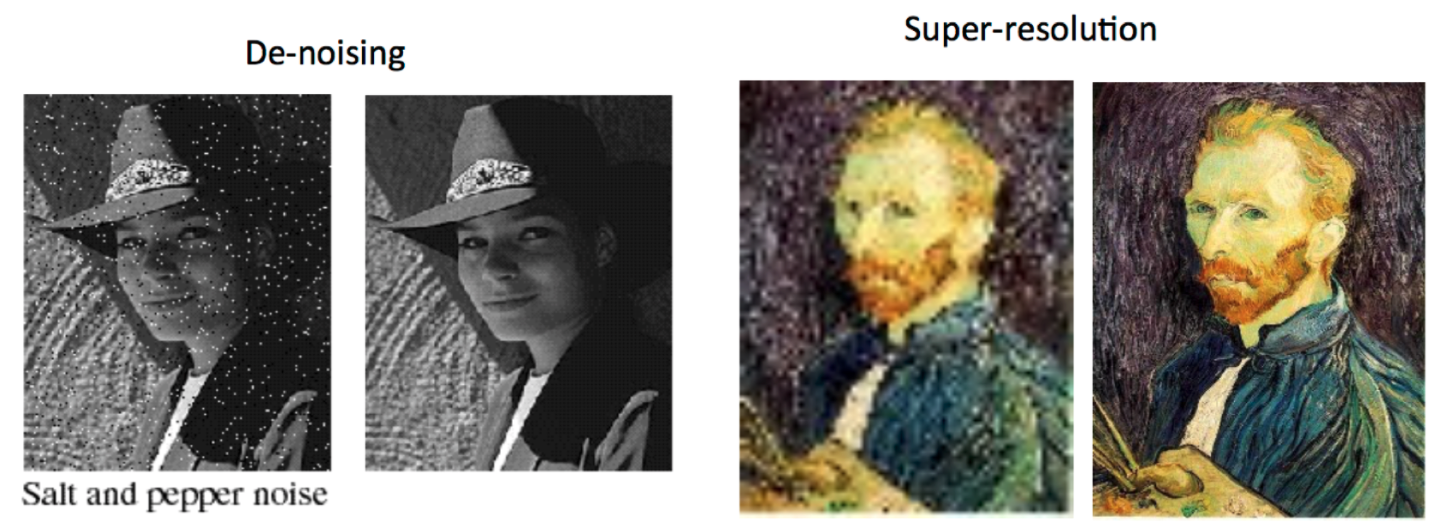 De-noising
Super-resolution
Salt and pepper noise